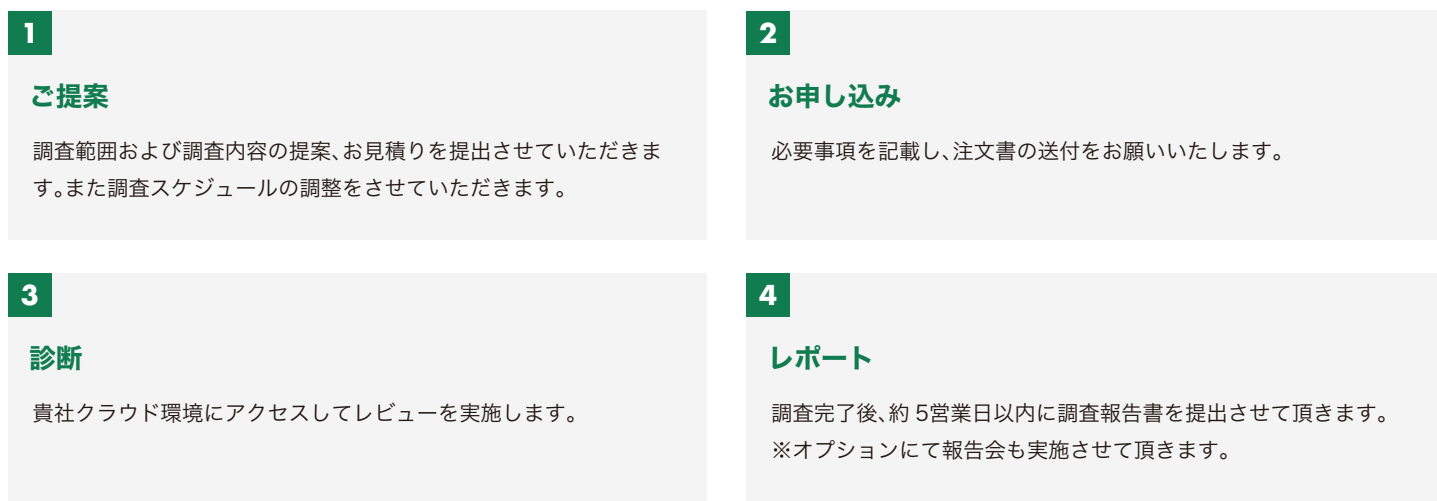 1
ご提案
調査範囲および調査内容の提案、お見積りを提出させていただきま
す。また調査スケジュールの調整をさせていただきます。
2
お申し込み
必要事項を記載し、注文書の送付をお願いいたします。
3
診断
貴社クラウド環境にアクセスしてレビューを実施します。
4
レポート
調査完了後、約 5営業日以内に調査報告書を提出させて頂きます。
※オプションにて報告会も実施させて頂きます。